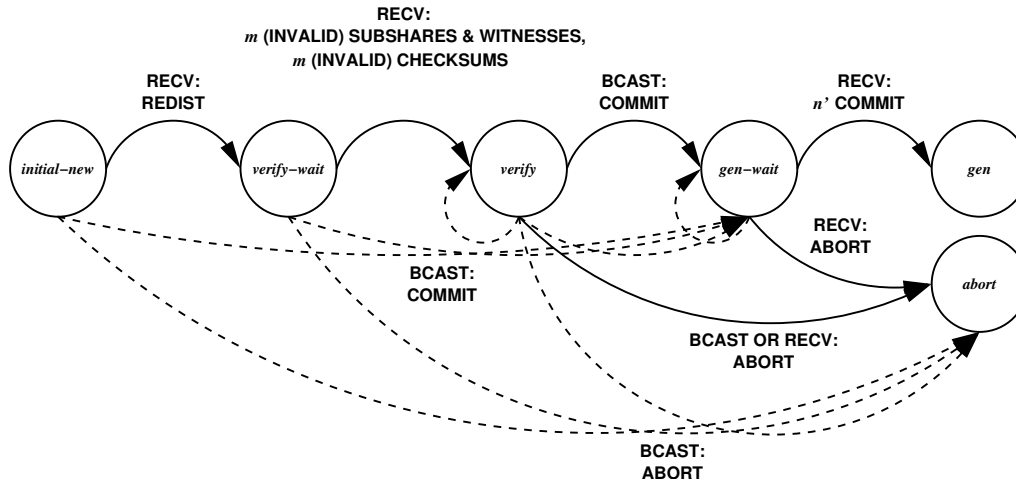 RECV:
m (INVALID) SUBSHARES & WITNESSES,
m (INVALID) CHECKSUMS
RECV:
REDIST
BCAST:
COMMIT
RECV:
n' COMMIT
initial-new
verify-wait
verify
gen-wait
gen
RECV:
ABORT
BCAST:
COMMIT
abort
BCAST OR RECV:
ABORT
BCAST:
ABORT